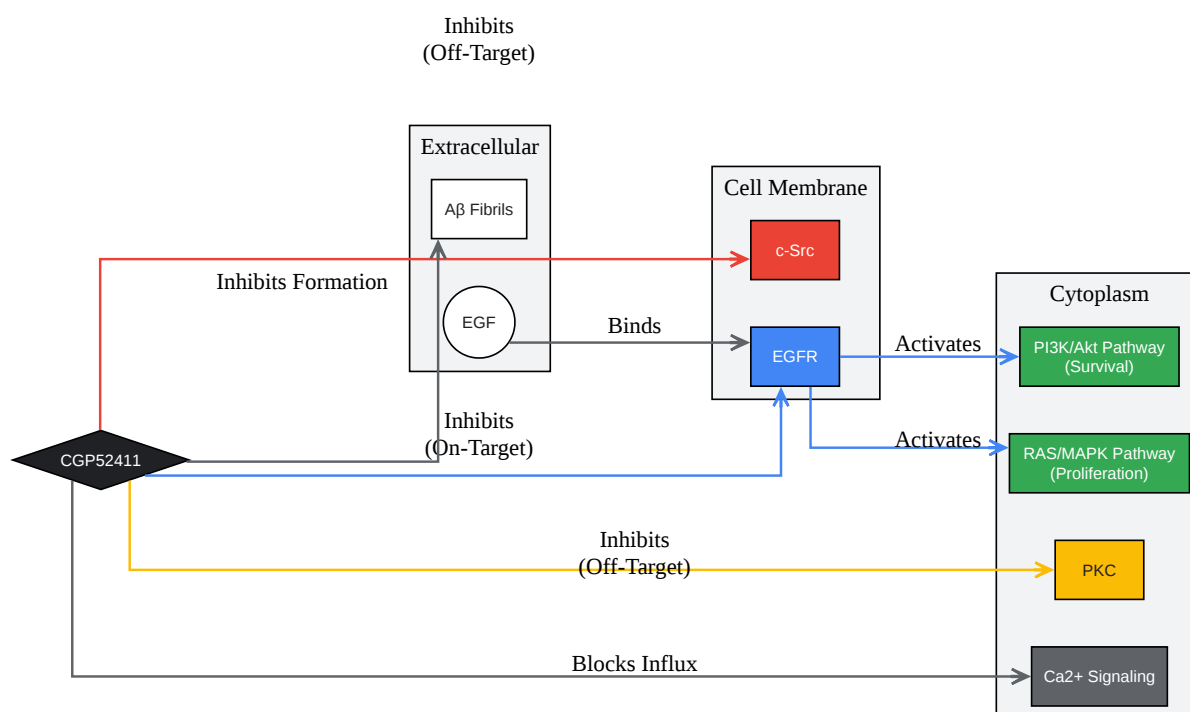 Inhibits
(Off-Target)
Extracellular
Aβ Fibrils
Cell Membrane
c-Src
Inhibits Formation
Cytoplasm
EGF
Binds
EGFR
Activates
PI3K/Akt Pathway
(Survival)
Inhibits
(On-Target)
Activates
RAS/MAPK Pathway
(Proliferation)
CGP52411
Inhibits
(Off-Target)
PKC
Blocks Influx
Ca2+ Signaling